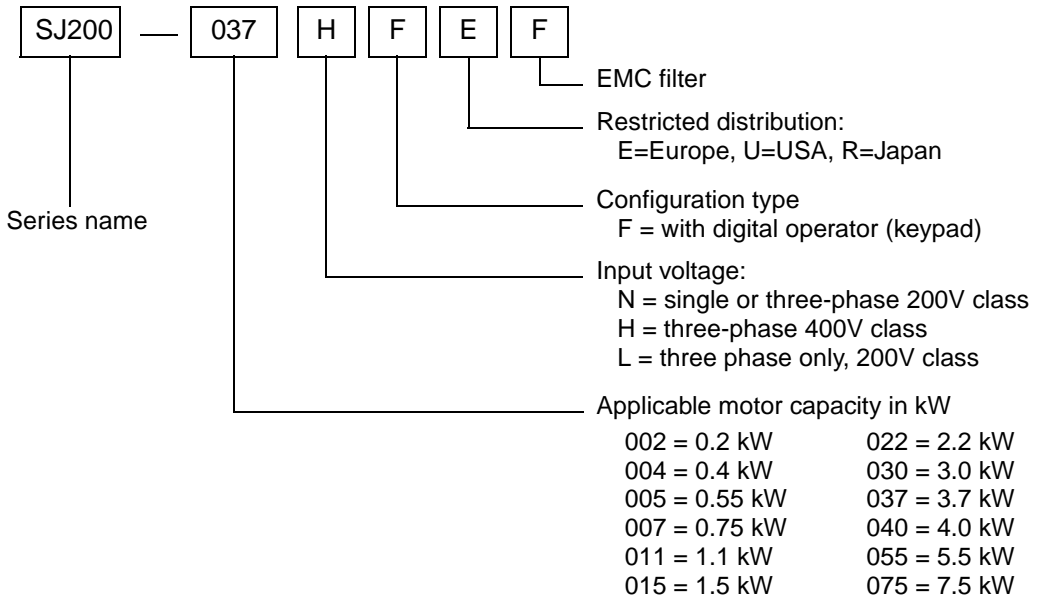 SJ200 — 037 H F E F
EMC filter
Restricted distribution:
E=Europe, U=USA, R=Japan
Series name
Configuration type
F = with digital operator (keypad)
Input voltage:
N = single or three-phase 200V class
H = three-phase 400V class
L = three phase only, 200V class
Applicable motor capacity in kW
002 = 0.2 kW 022 = 2.2 kW
004 = 0.4 kW 030 = 3.0 kW
005 = 0.55 kW 037 = 3.7 kW
007 = 0.75 kW 040 = 4.0 kW
011 = 1.1 kW 055 = 5.5 kW
015 = 1.5 kW 075 = 7.5 kW